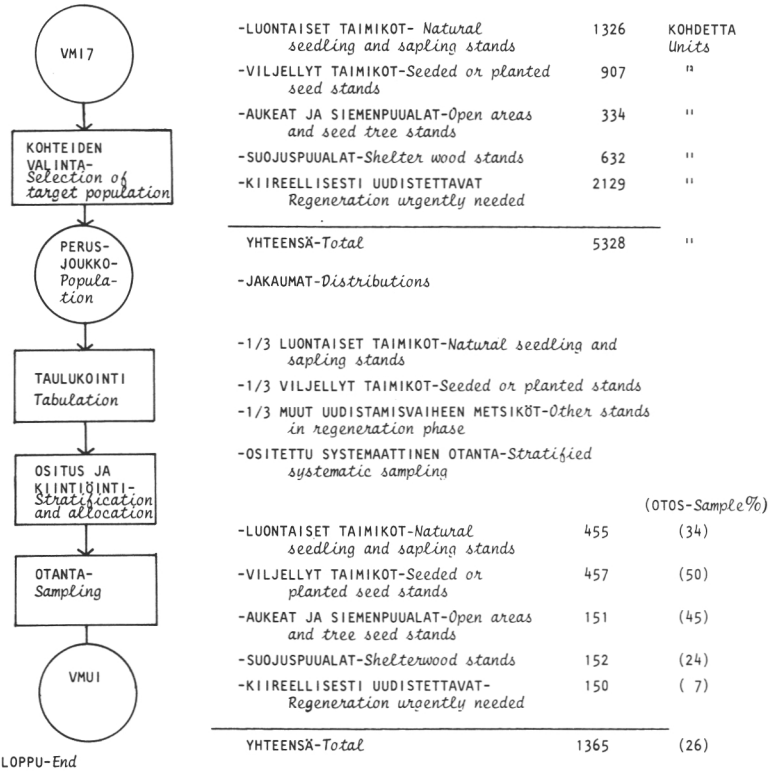 VMI7
KOHTEIDEN
VALINTA-
Selection of
target population
PERUS-
JOUKKO-
Popula-
tion
TAULUKOINTI
Tabulation
OSITUS JA
KIINTIÖINTI-
Stratification
and allocation
OTANTA-
Sampling
VMUI
LOPPU-End
-LUONTAISET TAIMIKOT- Natural 1326 KOHDETTA
seedling and sapling stands Units
-VILJELLYT TAIMIKOT-Seeded or planted 907 "
seed stands
-AUKEAT JA SIEMENPUUALAT-Open areas 334 "
and seed tree stands
-SUOJUSPUUALAT-Shelter wood stands 632 "
-KIIREELLISESTI UUDISTETTAVAT 2129 "
Regeneration urgently needed
YHTEENSÄ-Total 5328 "
-JAKAUMAT-Distributions
-1/3 LUONTAISET TAIMIKOT-Natural seedling and
sapling stands
-1/3 VILJELLYT TAIMIKOT-Seeded or planted stands
-1/3 MUUT UUDISTAMISVAIHEEN METSIKÖT-Other stands
in regeneration phase
-OSITETTU SYSTEMAATTINEN OTANTA-Stratified
systematic sampling
(OTOS-Sample%)
-LUONTAISET TAIMIKOT-Natural 455 (34)
seedling and sapling stands
-VILJELLYT TAIMIKOT-Seeded or 457 (50)
planted seed stands
-AUKEAT JA SIEMENPUUALAT-Open areas 151 (45)
and tree seed stands
-SUOJUSPUUALAT-Shelterwood stands 152 (24)
-KIIREELLISESTI UUDISTETTAVAT- 150 ( 7)
Regeneration urgently needed
YHTEENSÄ-Total 1365 (26)